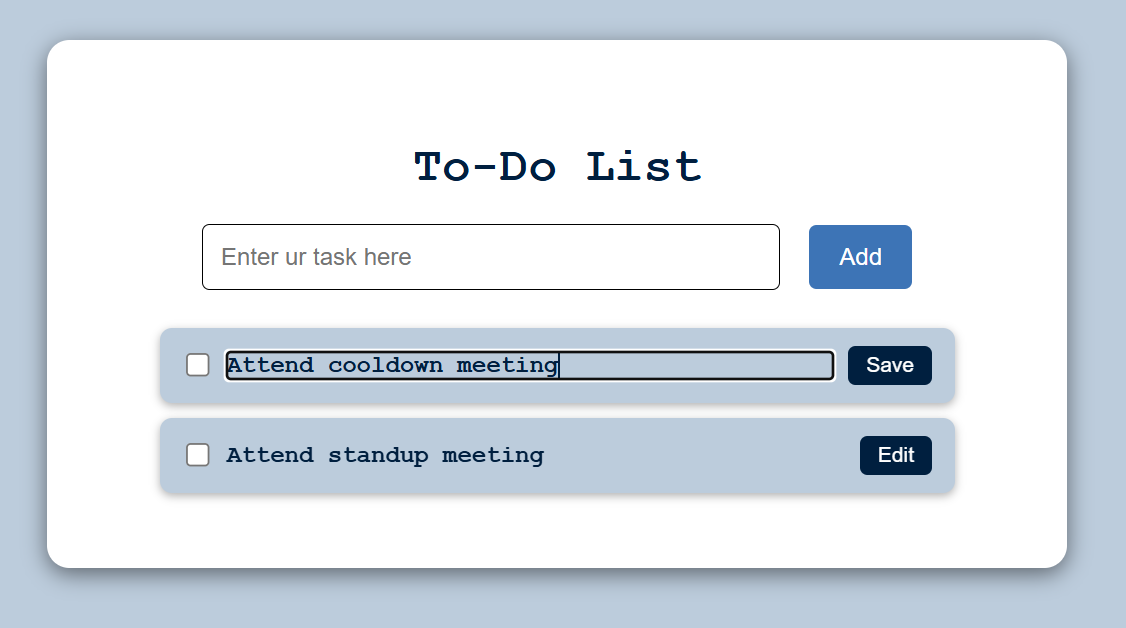 To-Do List
Enter ur task here
Add
Attend cooldown meeting
Save
Attend standup meeting
Edit